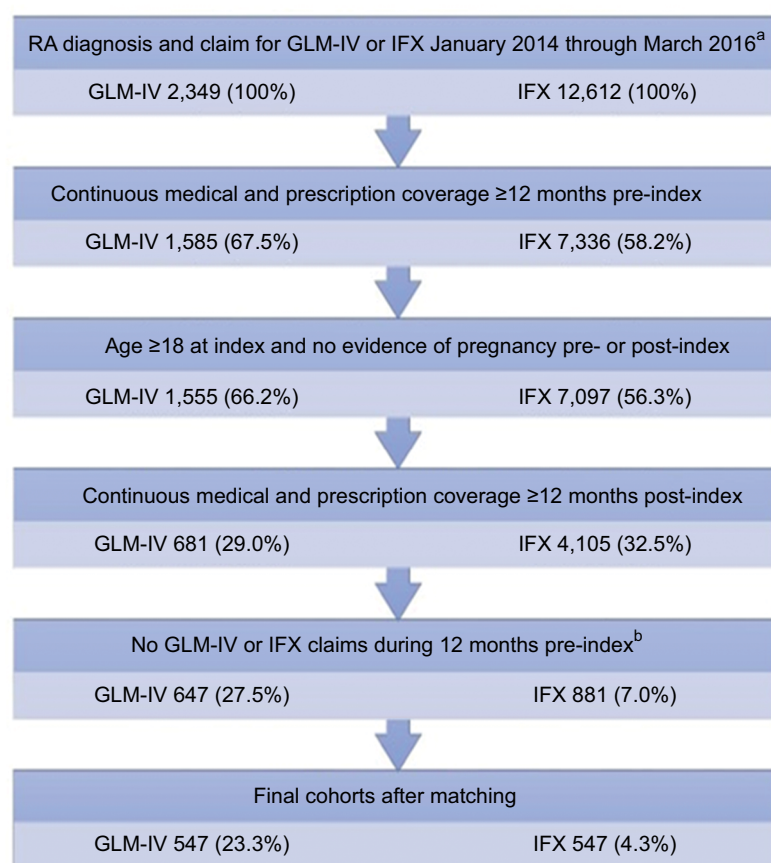 RA diagnosis and claim for GLM-IV or IFX January 2014 through March 2016ᵃ
GLM-IV 2,349 (100%) IFX 12,612 (100%)
Continuous medical and prescription coverage ≥12 months pre-index
GLM-IV 1,585 (67.5%) IFX 7,336 (58.2%)
Age ≥18 at index and no evidence of pregnancy pre- or post-index
GLM-IV 1,555 (66.2%) IFX 7,097 (56.3%)
Continuous medical and prescription coverage ≥12 months post-index
GLM-IV 681 (29.0%) IFX 4,105 (32.5%)
No GLM-IV or IFX claims during 12 months pre-indexᵇ
GLM-IV 647 (27.5%) IFX 881 (7.0%)
Final cohorts after matching
GLM-IV 547 (23.3%) IFX 547 (4.3%)